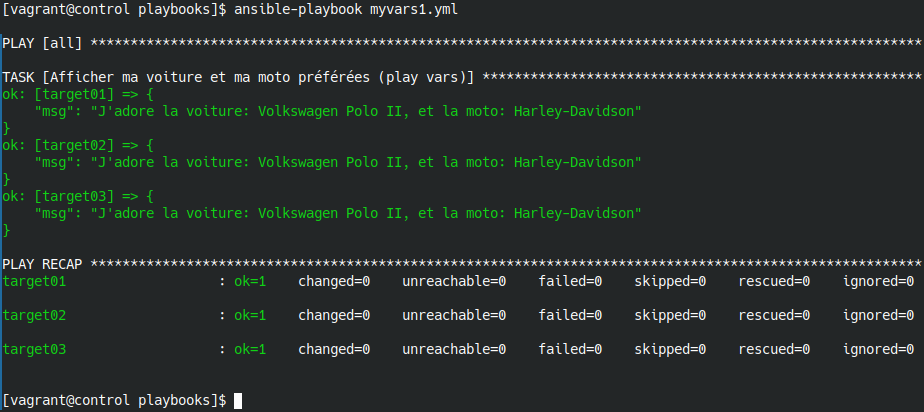 [vagrant@control playbooks]$ ansible-playbook myvars1.yml
PLAY [all] ********************************************************************************************************
TASK [Afficher ma voiture et ma moto préférées (play vars)] *******************************************************
ok: [target01] => {
    "msg": "J'adore la voiture: Volkswagen Polo II, et la moto: Harley-Davidson"
}
ok: [target02] => {
    "msg": "J'adore la voiture: Volkswagen Polo II, et la moto: Harley-Davidson"
}
ok: [target03] => {
    "msg": "J'adore la voiture: Volkswagen Polo II, et la moto: Harley-Davidson"
}
PLAY RECAP ********************************************************************************************************
target01                   : ok=1    changed=0    unreachable=0    failed=0    skipped=0    rescued=0    ignored=0
target02                   : ok=1    changed=0    unreachable=0    failed=0    skipped=0    rescued=0    ignored=0
target03                   : ok=1    changed=0    unreachable=0    failed=0    skipped=0    rescued=0    ignored=0
[vagrant@control playbooks]$